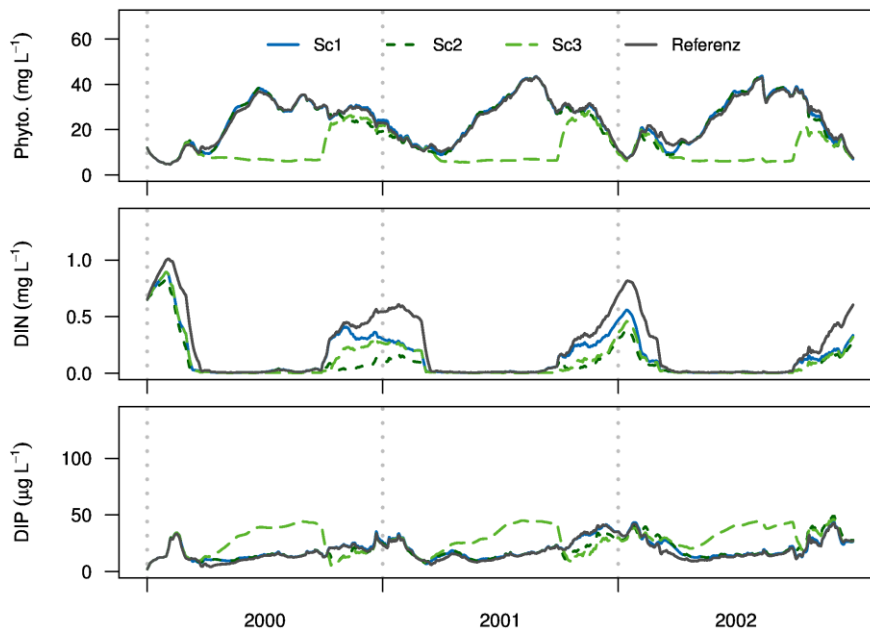 Sc1 Sc2 Sc3 Referenz
Phyto. (mg L⁻¹)
60
40
20
0
DIN (mg L⁻¹)
1.0
0.5
0.0
DIP (µg L⁻¹)
100
50
0
2000 2001 2002